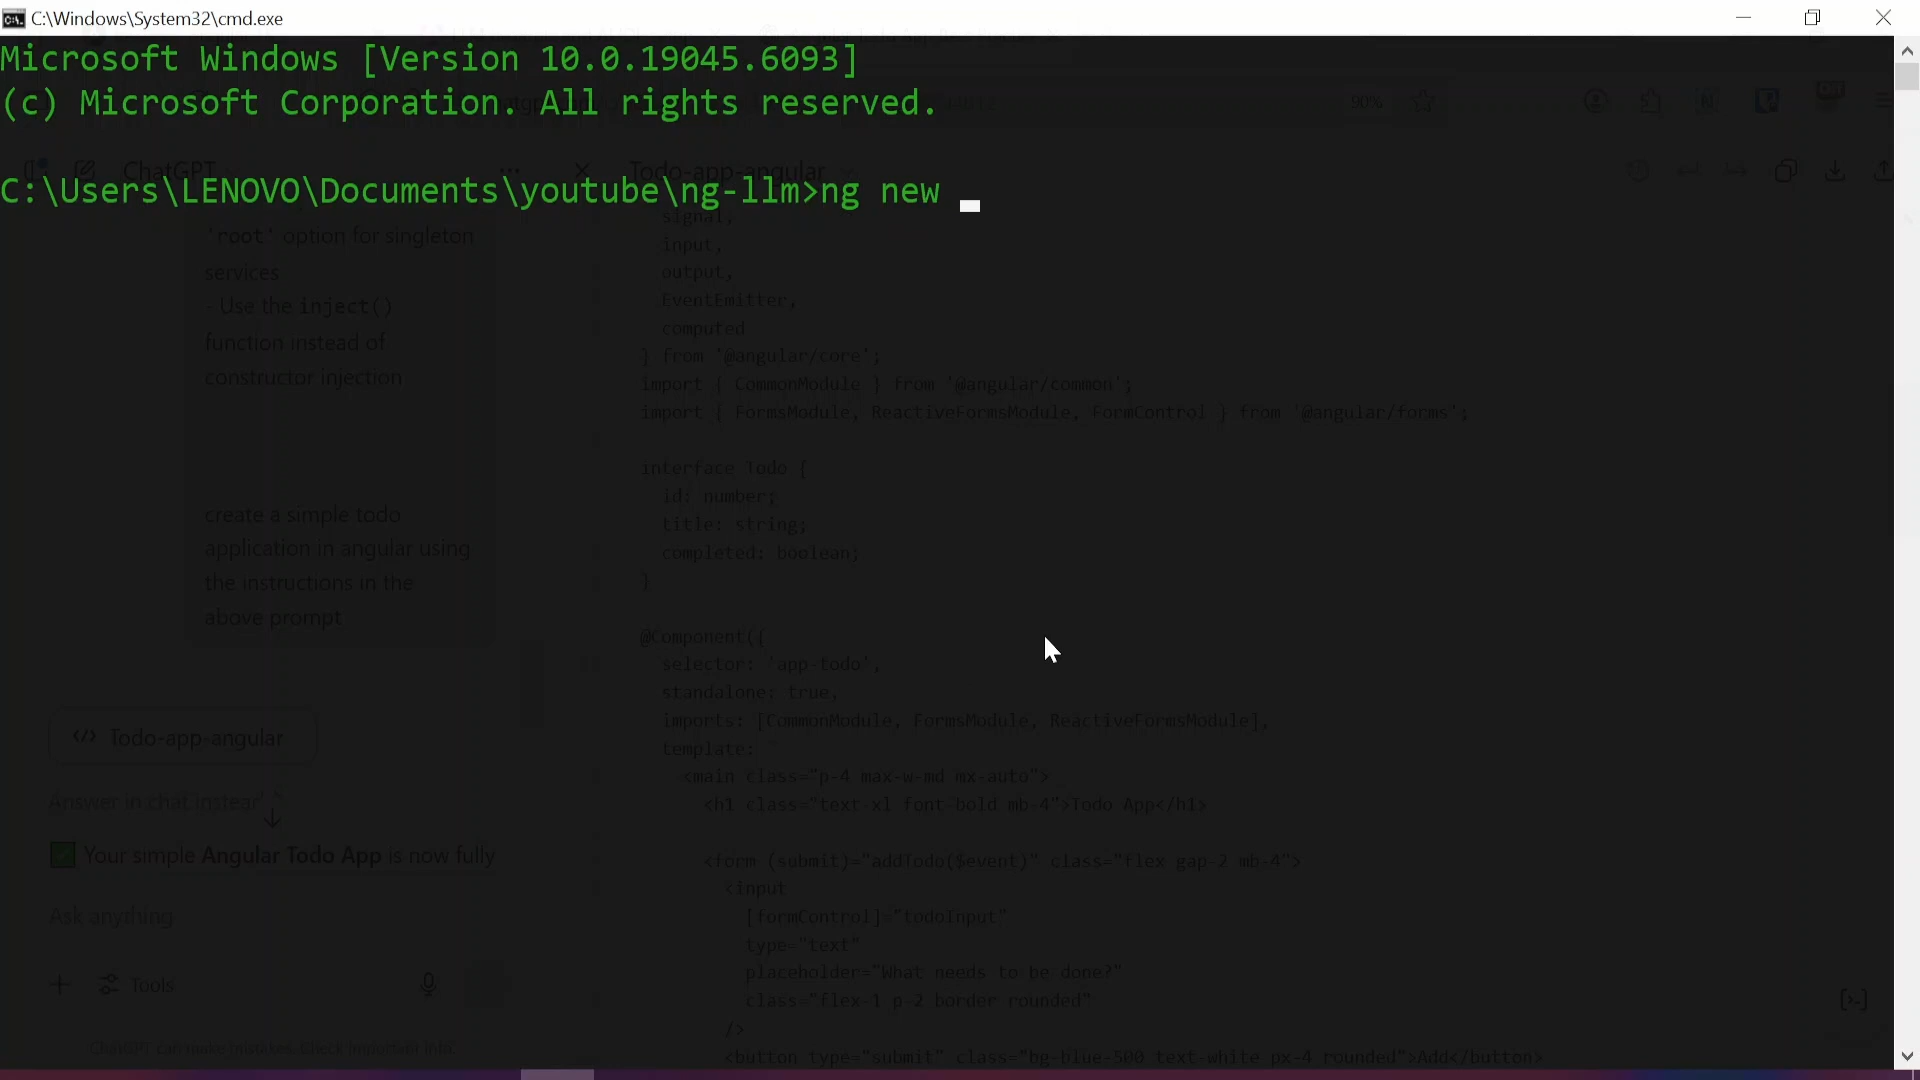 C:\Windows\System32\cmd.exe
Microsoft Windows [Version 10.0.19045.6093]
(c) Microsoft Corporation. All rights reserved.
C:\Users\LENOVO\Documents\youtube\ng-llm>ng new
90%
ChatGPT
Todo-app-angular
'root' option for singleton
services
- Use the inject()
function instead of
constructor injection
create a simple todo
application in angular using
the instructions in the
above prompt
Todo-app-angular
Answer in chat instead
Your simple Angular Todo App is now fully
Ask anything
Tools
ChatGPT can make mistakes. Check important info.
signal,
input,
output,
EventEmitter,
computed
} from '@angular/core';
import { CommonModule } from '@angular/common';
import { FormsModule, ReactiveFormsModule, FormControl } from '@angular/forms';
interface Todo {
id: number;
title: string;
completed: boolean;
}
@Component({
selector: 'app-todo',
standalone: true,
imports: [CommonModule, FormsModule, ReactiveFormsModule],
template: `
<main class="p-4 max-w-md mx-auto">
<h1 class="text-xl font-bold mb-4">Todo App</h1>
<form (submit)="addTodo($event)" class="flex gap-2 mb-4">
<input
[formControl]="todoInput"
type="text"
placeholder="What needs to be done?"
class="flex-1 p-2 border rounded"
/>
<button type="submit" class="bg-blue-500 text-white px-4 rounded">Add</button>